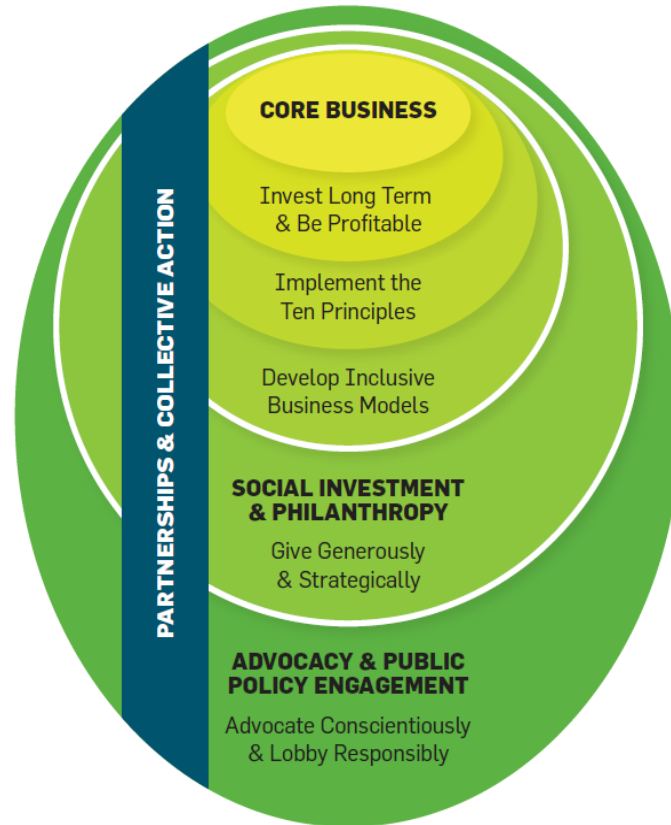 CORE BUSINESS
Invest Long Term
& Be Profitable
Implement the
Ten Principles
Develop Inclusive
Business Models
SOCIAL INVESTMENT
& PHILANTHROPY
Give Generously
& Strategically
ADVOCACY & PUBLIC
POLICY ENGAGEMENT
Advocate Conscientiously
& Lobby Responsibly
PARTNERSHIPS & COLLECTIVE ACTION